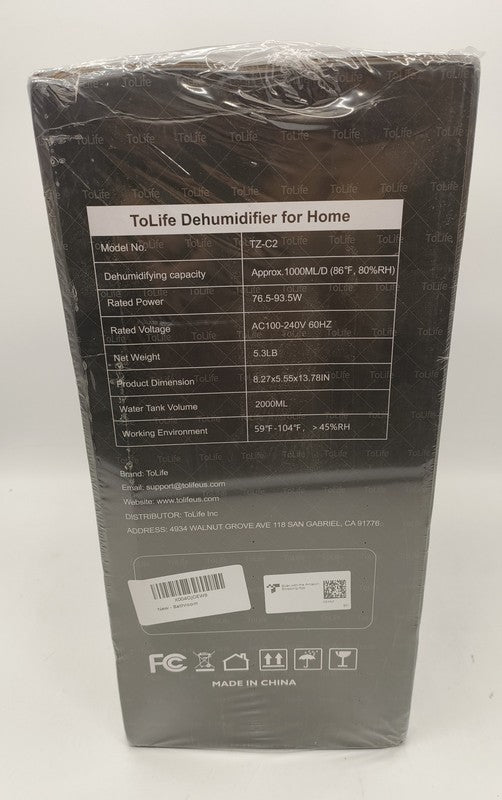 ToLife Dehumidifier for Home
Model No. TZ-C2
Dehumidifying capacity Approx.1000ML/D (86°F, 80%RH)
Rated Power 76.5-93.5W
Rated Voltage AC100-240V 60HZ
Net Weight 5.3LB
Product Dimension 8.27x5.55x13.78IN
Water Tank Volume 2000ML
Working Environment 59°F-104°F, >45%RH
Brand: ToLife
Email: support@tolifeus.com
Website: www.tolifeus.com
DISTRIBUTOR: ToLife Inc
ADDRESS: 4934 WALNUT GROVE AVE 118 SAN GABRIEL, CA 91776
New - Bathroom
FC
MADE IN CHINA